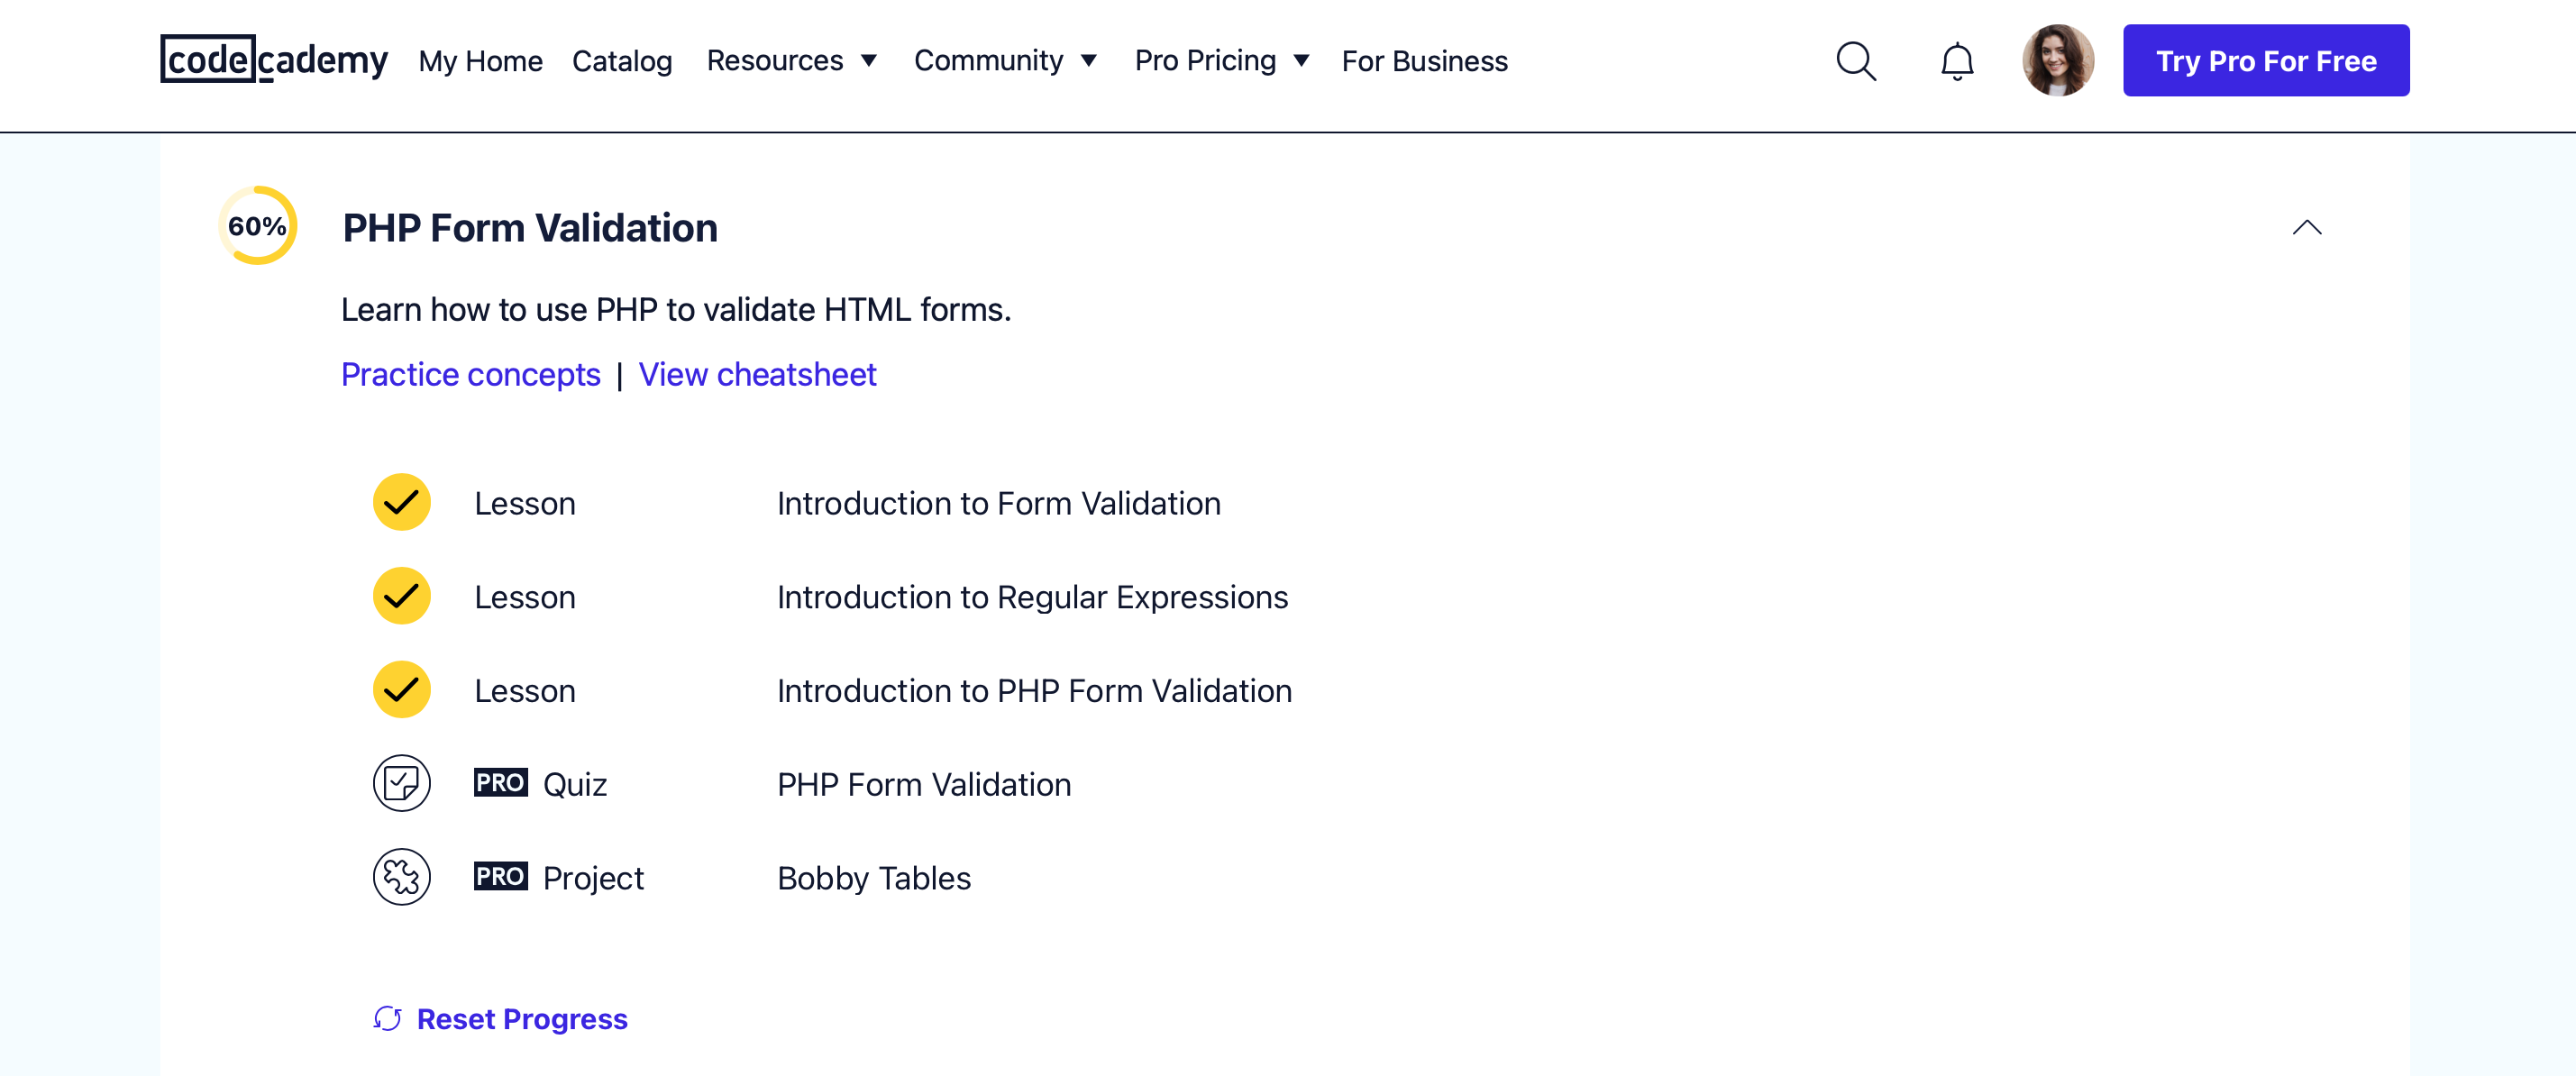 codecademy My Home Catalog Resources Community Pro Pricing For Business Try Pro For Free
60% PHP Form Validation
Learn how to use PHP to validate HTML forms.
Practice concepts | View cheatsheet
Lesson Introduction to Form Validation
Lesson Introduction to Regular Expressions
Lesson Introduction to PHP Form Validation
PRO Quiz PHP Form Validation
PRO Project Bobby Tables
Reset Progress